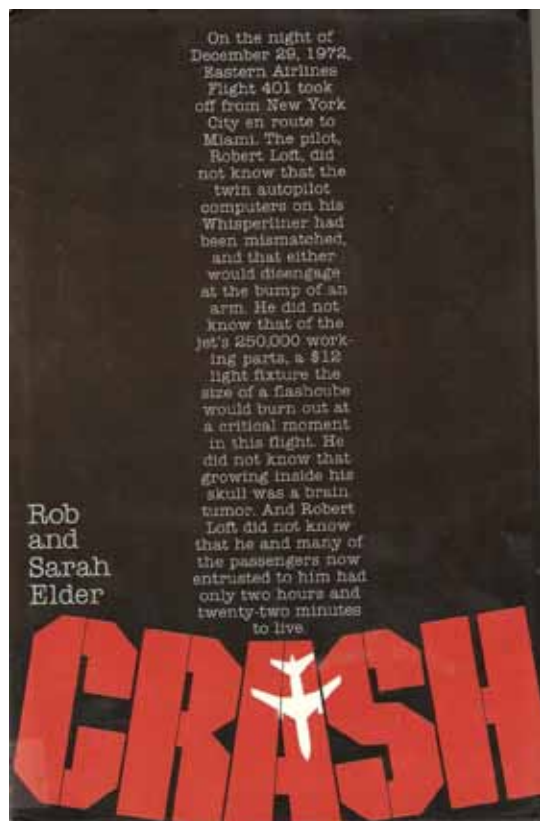 On the night of
December 29, 1972,
Eastern Airlines
Flight 401 took
off from New York
City en route to
Miami. The pilot,
Robert Loft, did
not know that the
twin autopilot
computers on his
Whisperliner had
been mismatched,
and that either
would disengage
at the bump of an
arm. He did not
know that of the
jet's 250,000 work-
ing parts, a $12
light fixture the
size of a flashcube
would burn out at
a critical moment
in this flight. He
did not know that
growing inside his
skull was a brain
tumor. And Robert
Loft did not know
that he and many of
the passengers now
entrusted to him had
only two hours and
twenty-two minutes
to live.
Rob
and
Sarah
Elder
CRASH